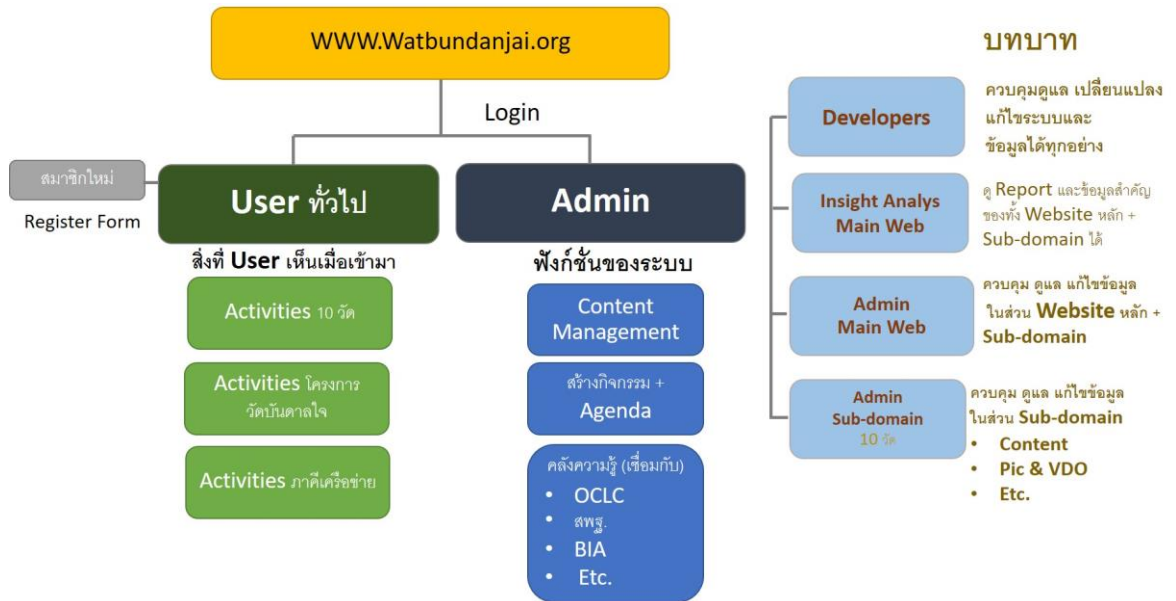 WWW.Watbundanjai.org
Login
สมาชิกใหม่
Register Form
User ทั่วไป
Admin
สิ่งที่ User เห็นเมื่อเข้ามา
Activities 10 วัด
Activities โครงการ
วัดบันดาลใจ
Activities ภาคีเครือข่าย
ฟังก์ชั่นของระบบ
Content
Management
สร้างกิจกรรม +
Agenda
คลังความรู้ (เชื่อมกับ)
• OCLC
• สพฐ.
• BIA
• Etc.
บทบาท
Developers
ควบคุมดูแล เปลี่ยนแปลง
แก้ไขระบบและ
ข้อมูลได้ทุกอย่าง
Insight Analys
Main Web
ดู Report และข้อมูลสำคัญ
ของทั้ง Website หลัก +
Sub-domain ได้
Admin
Main Web
ควบคุม ดูแล แก้ไขข้อมูล
ในส่วน Website หลัก +
Sub-domain
Admin
Sub-domain
10 วัด
ควบคุม ดูแล แก้ไขข้อมูล
ในส่วน Sub-domain
• Content
• Pic & VDO
• Etc.